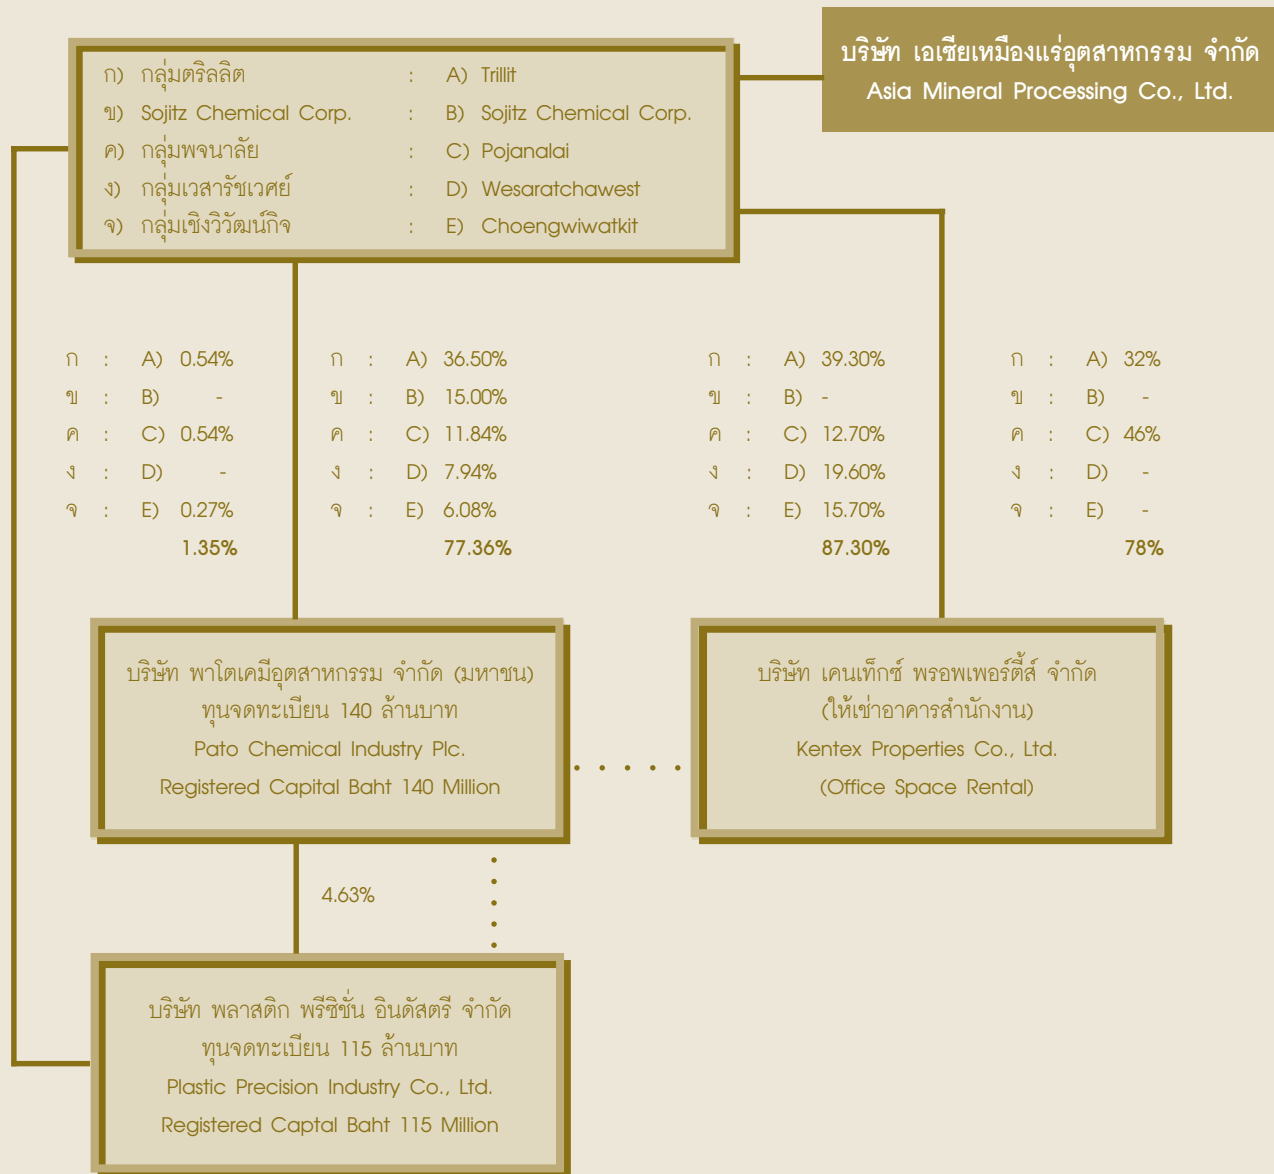 บริษัท เอเซียเหมืองแร่อุตสาหกรรม จำกัด
Asia Mineral Processing Co., Ltd.
ก) กลุ่มตริลลิต : A) Trillit
ข) Sojitz Chemical Corp. : B) Sojitz Chemical Corp.
ค) กลุ่มพจนาลัย : C) Pojanalai
ง) กลุ่มเวสารัชเวศย์ : D) Wesaratchawest
จ) กลุ่มเชิงวิวัฒน์กิจ : E) Choengwiwatkit
ก : A) 0.54%
ข : B) -
ค : C) 0.54%
ง : D) -
จ : E) 0.27%
1.35%
ก : A) 36.50%
ข : B) 15.00%
ค : C) 11.84%
ง : D) 7.94%
จ : E) 6.08%
77.36%
ก : A) 39.30%
ข : B) -
ค : C) 12.70%
ง : D) 19.60%
จ : E) 15.70%
87.30%
ก : A) 32%
ข : B) -
ค : C) 46%
ง : D) -
จ : E) -
78%
บริษัท พาโตเคมีอุตสาหกรรม จำกัด (มหาชน)
ทุนจดทะเบียน 140 ล้านบาท
Pato Chemical Industry Plc.
Registered Capital Baht 140 Million
บริษัท เคนเท็กซ์ พรอพเพอร์ตี้ส์ จำกัด
(ให้เช่าอาคารสำนักงาน)
Kentex Properties Co., Ltd.
(Office Space Rental)
4.63%
บริษัท พลาสติก พรีซิชั่น อินดัสตรี จำกัด
ทุนจดทะเบียน 115 ล้านบาท
Plastic Precision Industry Co., Ltd.
Registered Captal Baht 115 Million